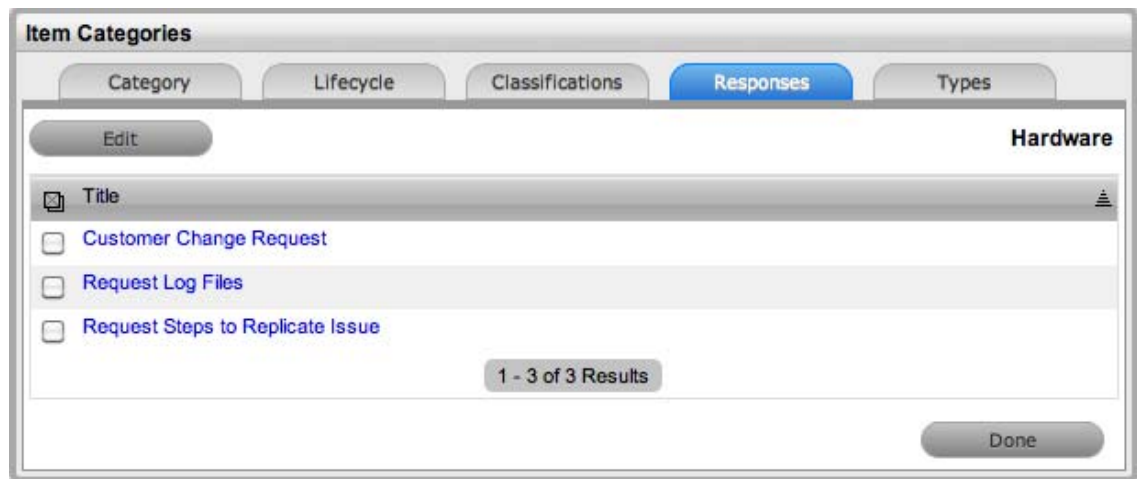 Item Categories
Category Lifecycle Classifications Responses Types
Edit Hardware
Title
Customer Change Request
Request Log Files
Request Steps to Replicate Issue
1 - 3 of 3 Results
Done